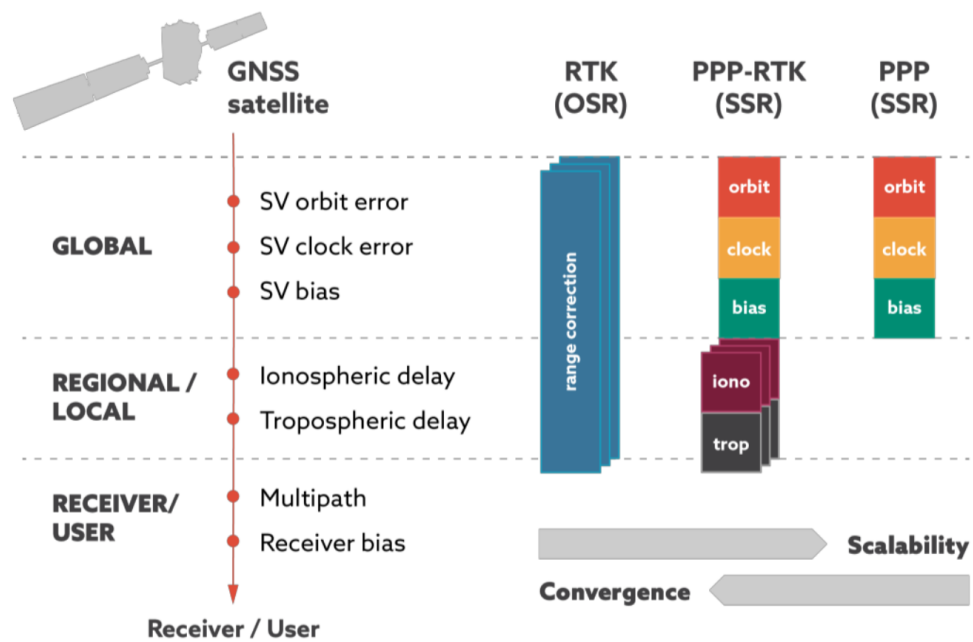 GNSS
satellite
RTK
(OSR)
PPP-RTK
(SSR)
PPP
(SSR)
GLOBAL
SV orbit error
SV clock error
SV bias
range correction
orbit
clock
bias
orbit
clock
bias
REGIONAL /
LOCAL
Ionospheric delay
Tropospheric delay
iono
trop
RECEIVER/
USER
Multipath
Receiver bias
Scalability
Convergence
Receiver / User